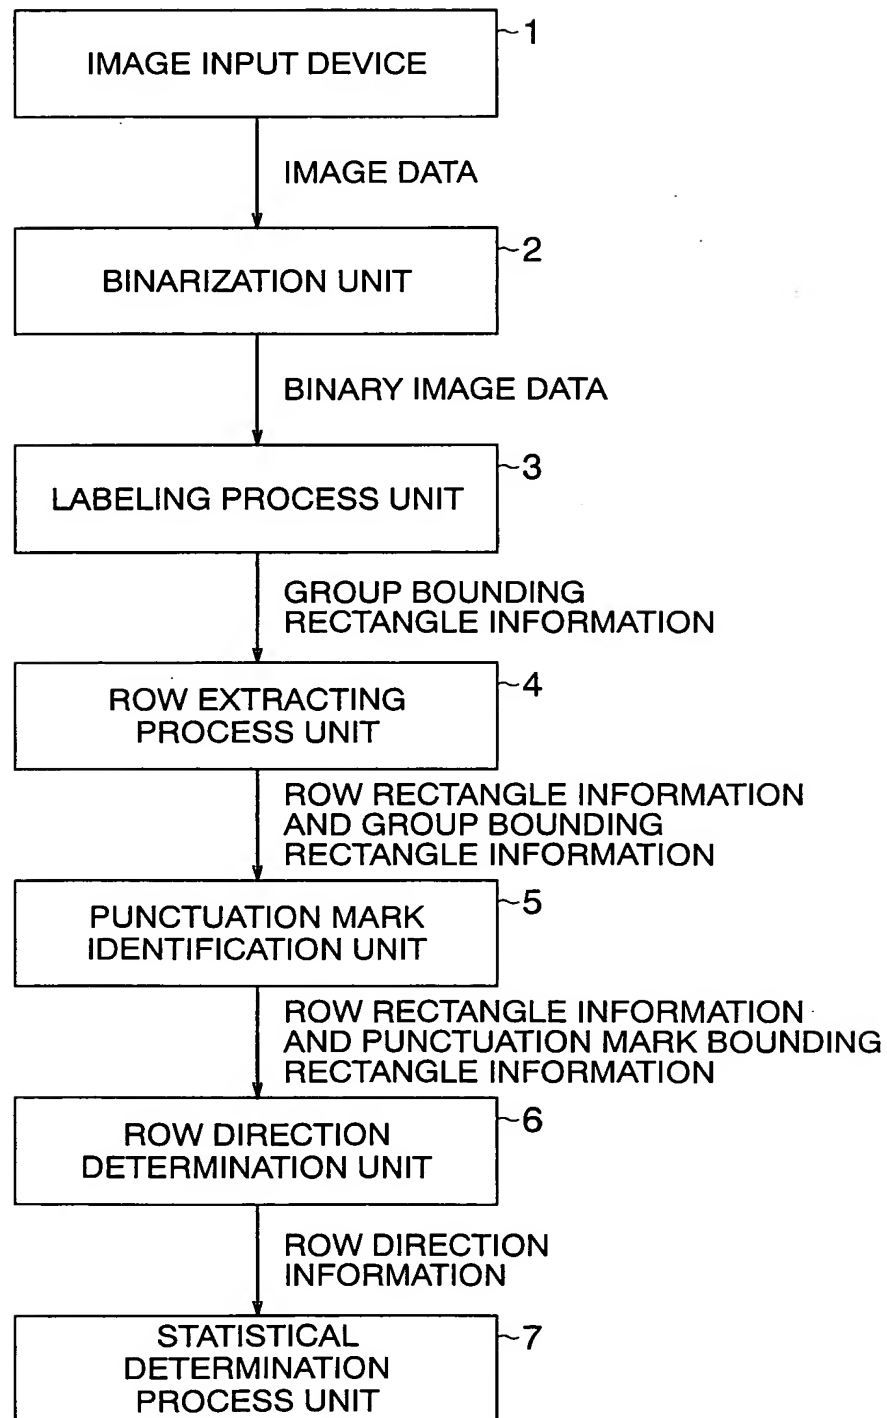 1
IMAGE INPUT DEVICE
IMAGE DATA
2
BINARIZATION UNIT
BINARY IMAGE DATA
3
LABELING PROCESS UNIT
GROUP BOUNDING
RECTANGLE INFORMATION
4
ROW EXTRACTING
PROCESS UNIT
ROW RECTANGLE INFORMATION
AND GROUP BOUNDING
RECTANGLE INFORMATION
5
PUNCTUATION MARK
IDENTIFICATION UNIT
ROW RECTANGLE INFORMATION
AND PUNCTUATION MARK BOUNDING
RECTANGLE INFORMATION
6
ROW DIRECTION
DETERMINATION UNIT
ROW DIRECTION
INFORMATION
7
STATISTICAL
DETERMINATION
PROCESS UNIT